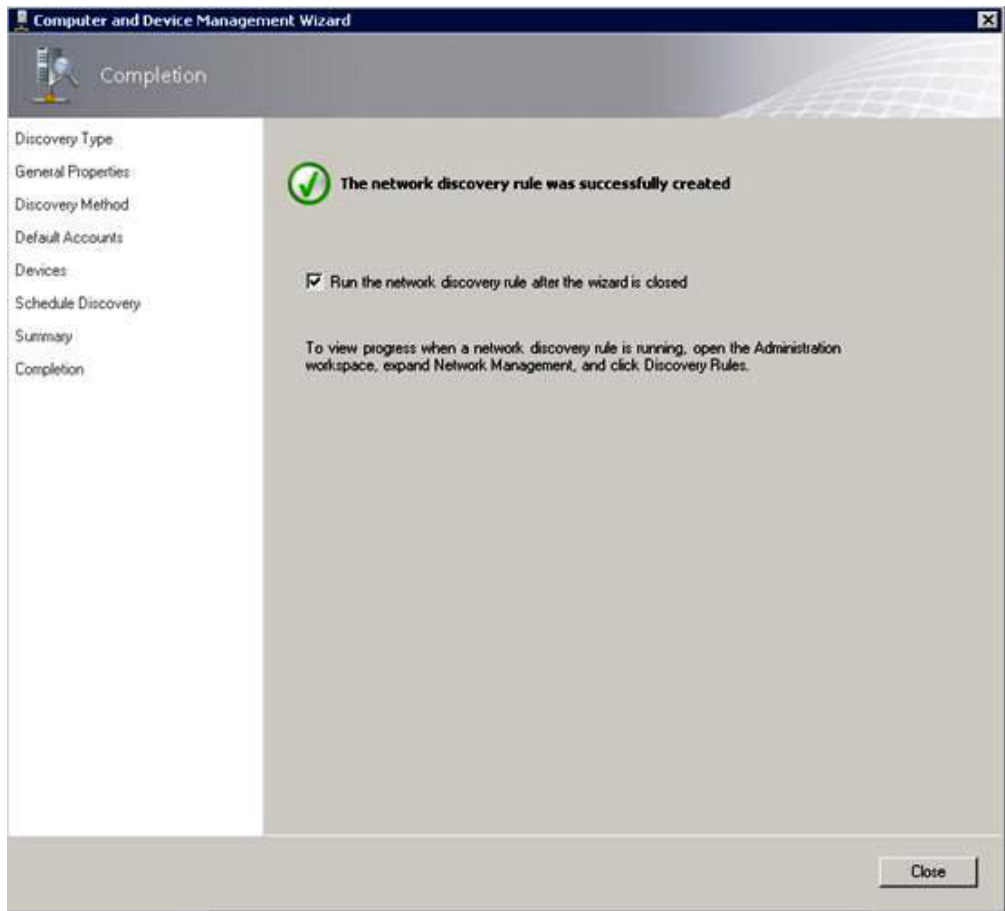 Computer and Device Management Wizard
Completion
Discovery Type
General Properties
Discovery Method
Default Accounts
Devices
Schedule Discovery
Summary
Completion
The network discovery rule was successfully created
Run the network discovery rule after the wizard is closed
To view progress when a network discovery rule is running, open the Administration
workspace, expand Network Management, and click Discovery Rules.
Close